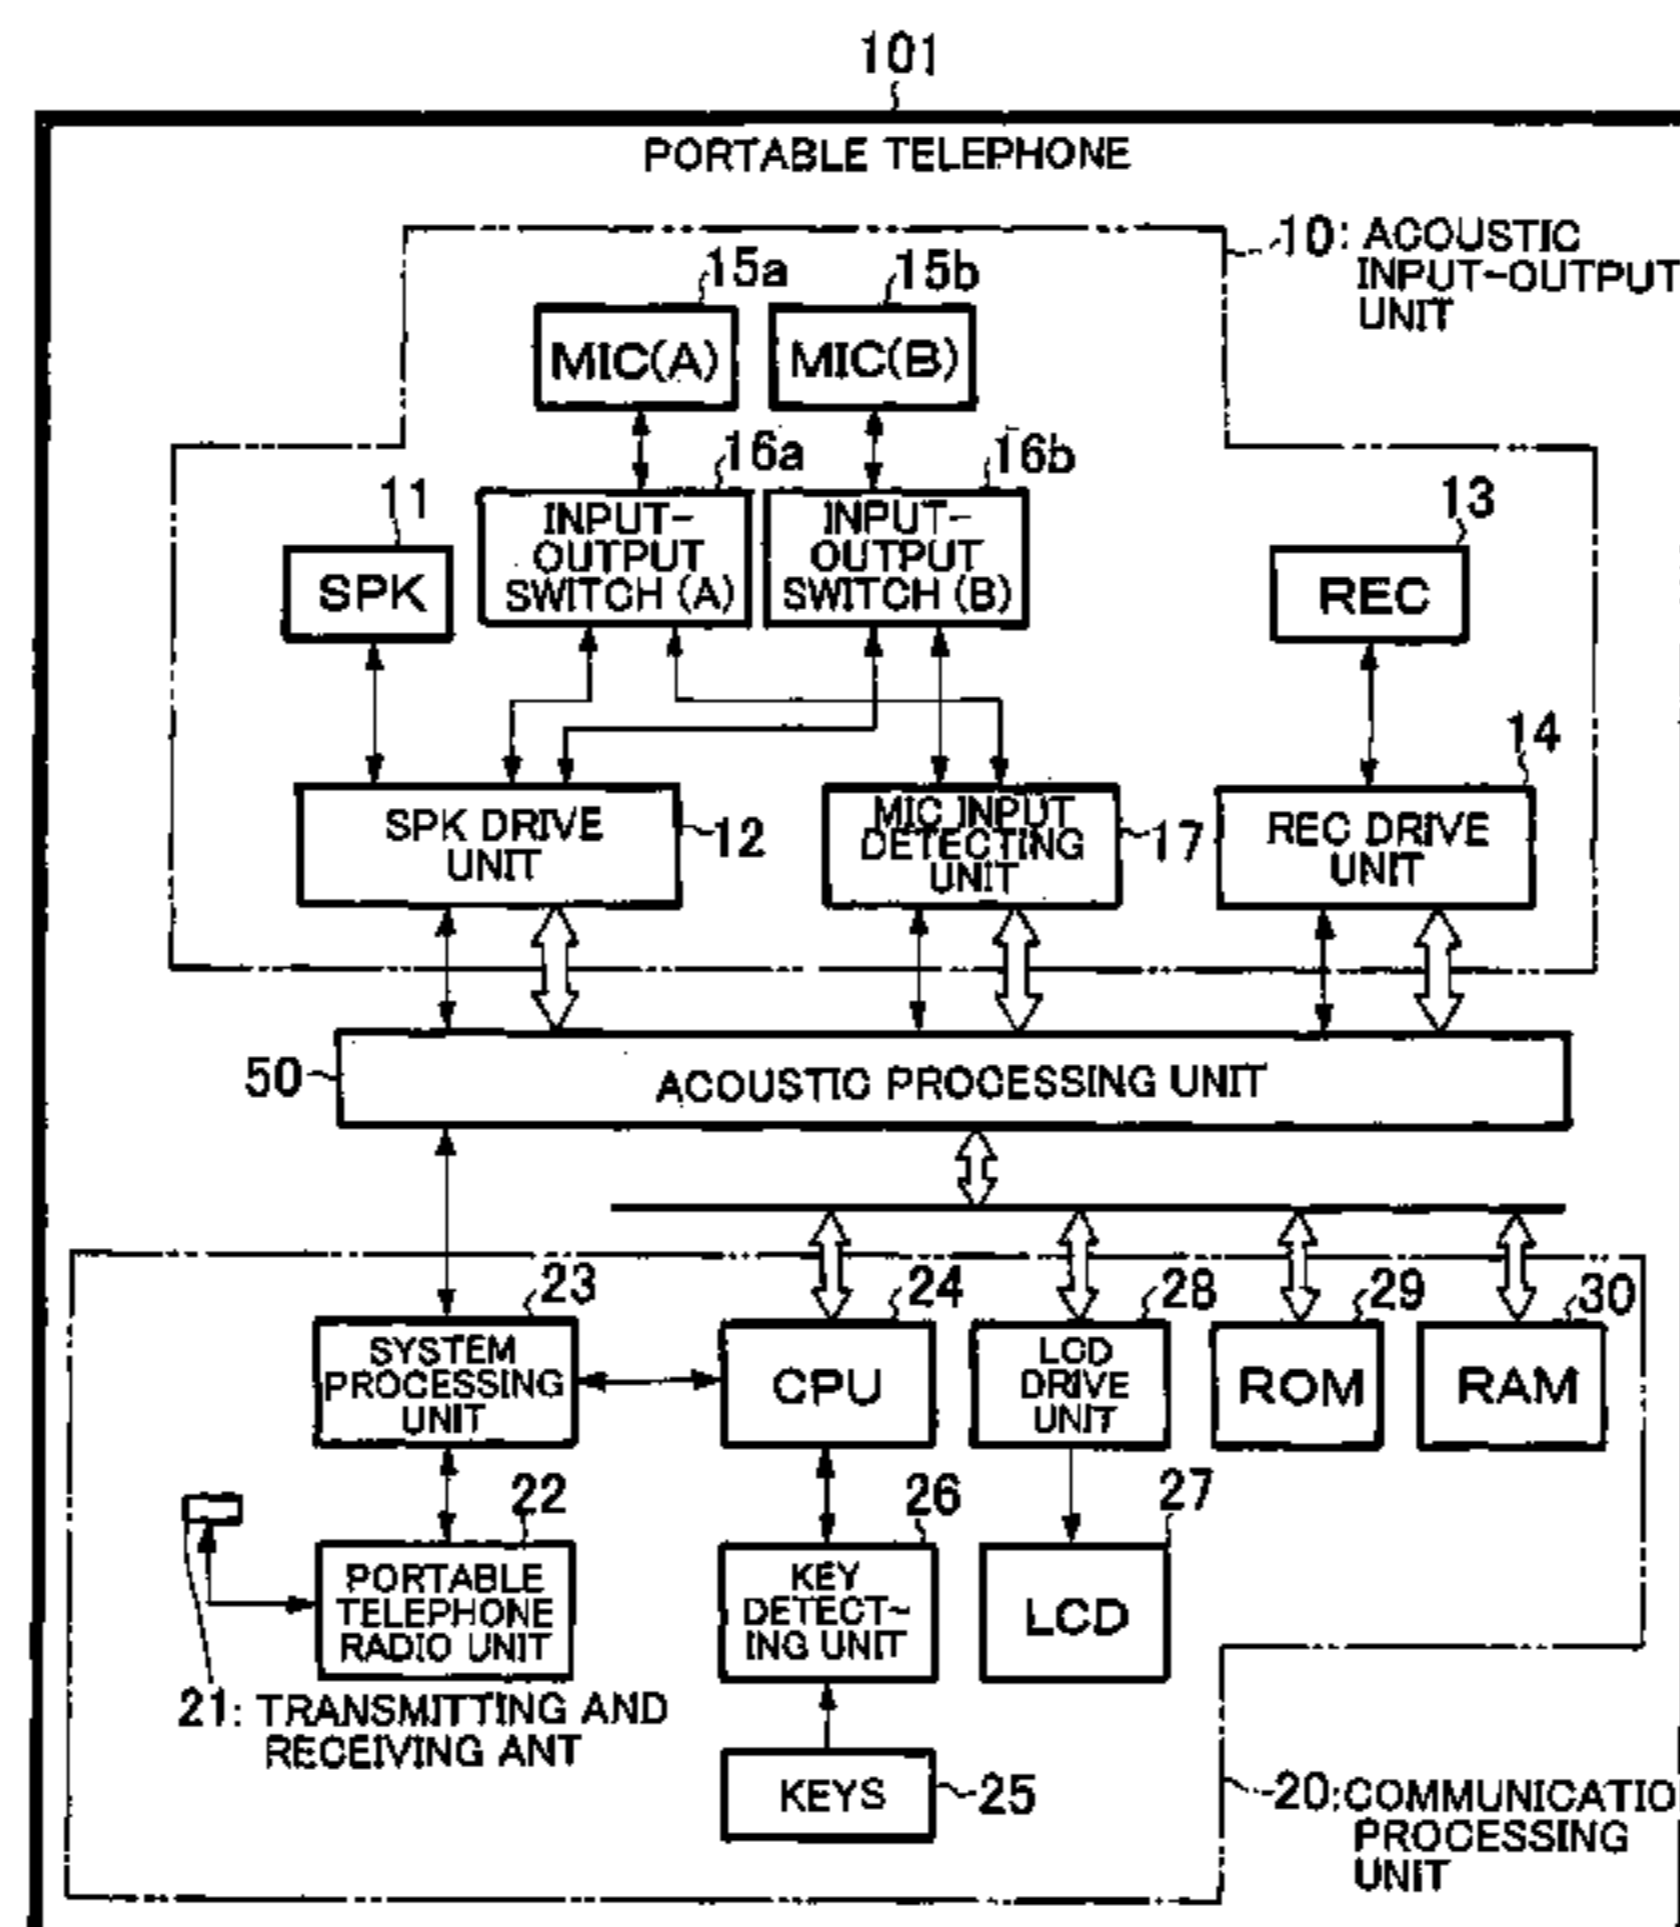 101
PORTABLE TELEPHONE
10: ACOUSTIC
INPUT-OUTPUT
UNIT
15a
15b
MIC(A)
MIC(B)
16a
16b
11
13
INPUT-
OUTPUT
SWITCH (A)
INPUT-
OUTPUT
SWITCH (B)
SPK
REC
14
SPK DRIVE
UNIT
12
MIC INPUT
DETECTING
UNIT
17
REC DRIVE
UNIT
50
ACOUSTIC PROCESSING UNIT
23
24
28
29
30
SYSTEM
PROCESSING
UNIT
CPU
LCD
DRIVE
UNIT
ROM
RAM
22
26
27
PORTABLE
TELEPHONE
RADIO UNIT
KEY
DETECT-
ING UNIT
LCD
21: TRANSMITTING AND
RECEIVING ANT
KEYS
25
20:COMMUNICATIO
PROCESSING
UNIT